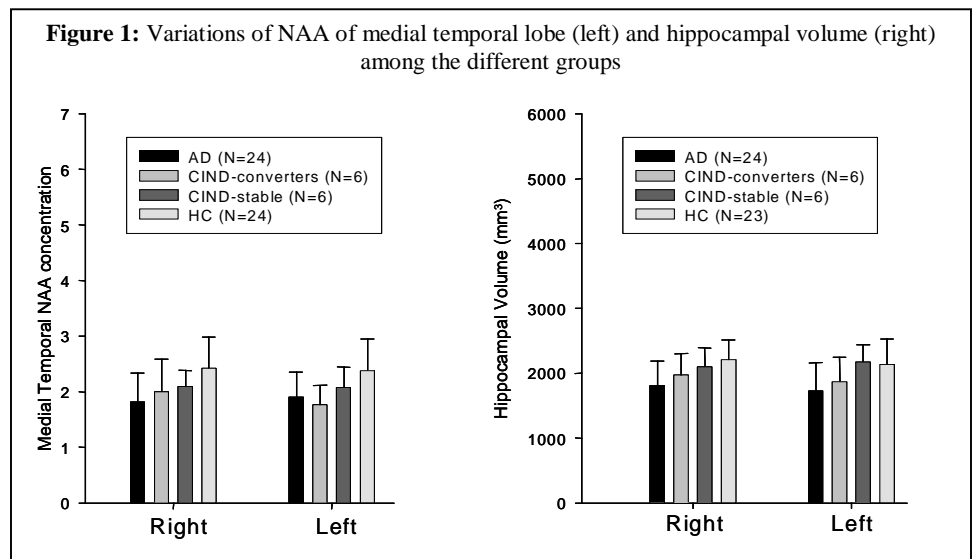 Figure 1: Variations of NAA of medial temporal lobe (left) and hippocampal volume (right)
among the different groups
7
6
5
4
3
2
1
0
Medial Temporal NAA concentration
AD (N=24)
CIND-converters (N=6)
CIND-stable (N=6)
HC (N=24)
Right
Left
6000
5000
4000
3000
2000
1000
0
Hippocampal Volume (mm³)
AD (N=24)
CIND-converters (N=6)
CIND-stable (N=6)
HC (N=23)
Right
Left